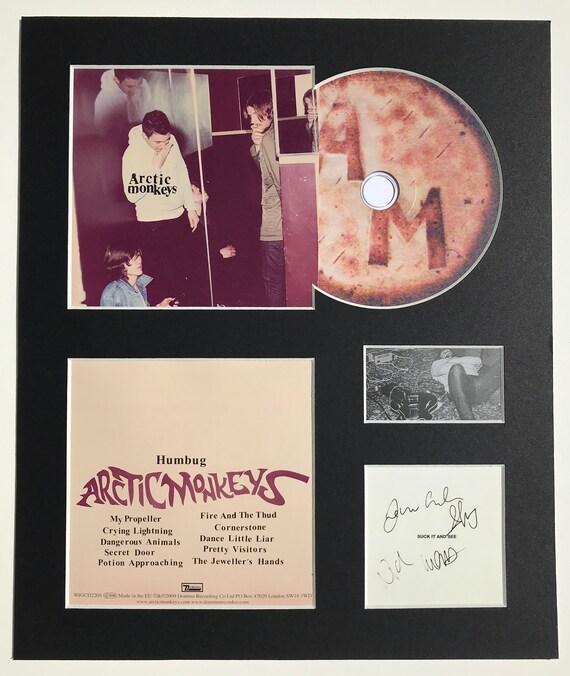 Arctic
monkeys
A
M
Humbug
ARCTIC MONKEYS
My Propeller
Crying Lightning
Dangerous Animals
Secret Door
Potion Approaching
Fire And The Thud
Cornerstone
Dance Little Liar
Pretty Visitors
The Jeweller's Hands
SUCK IT AND SEE